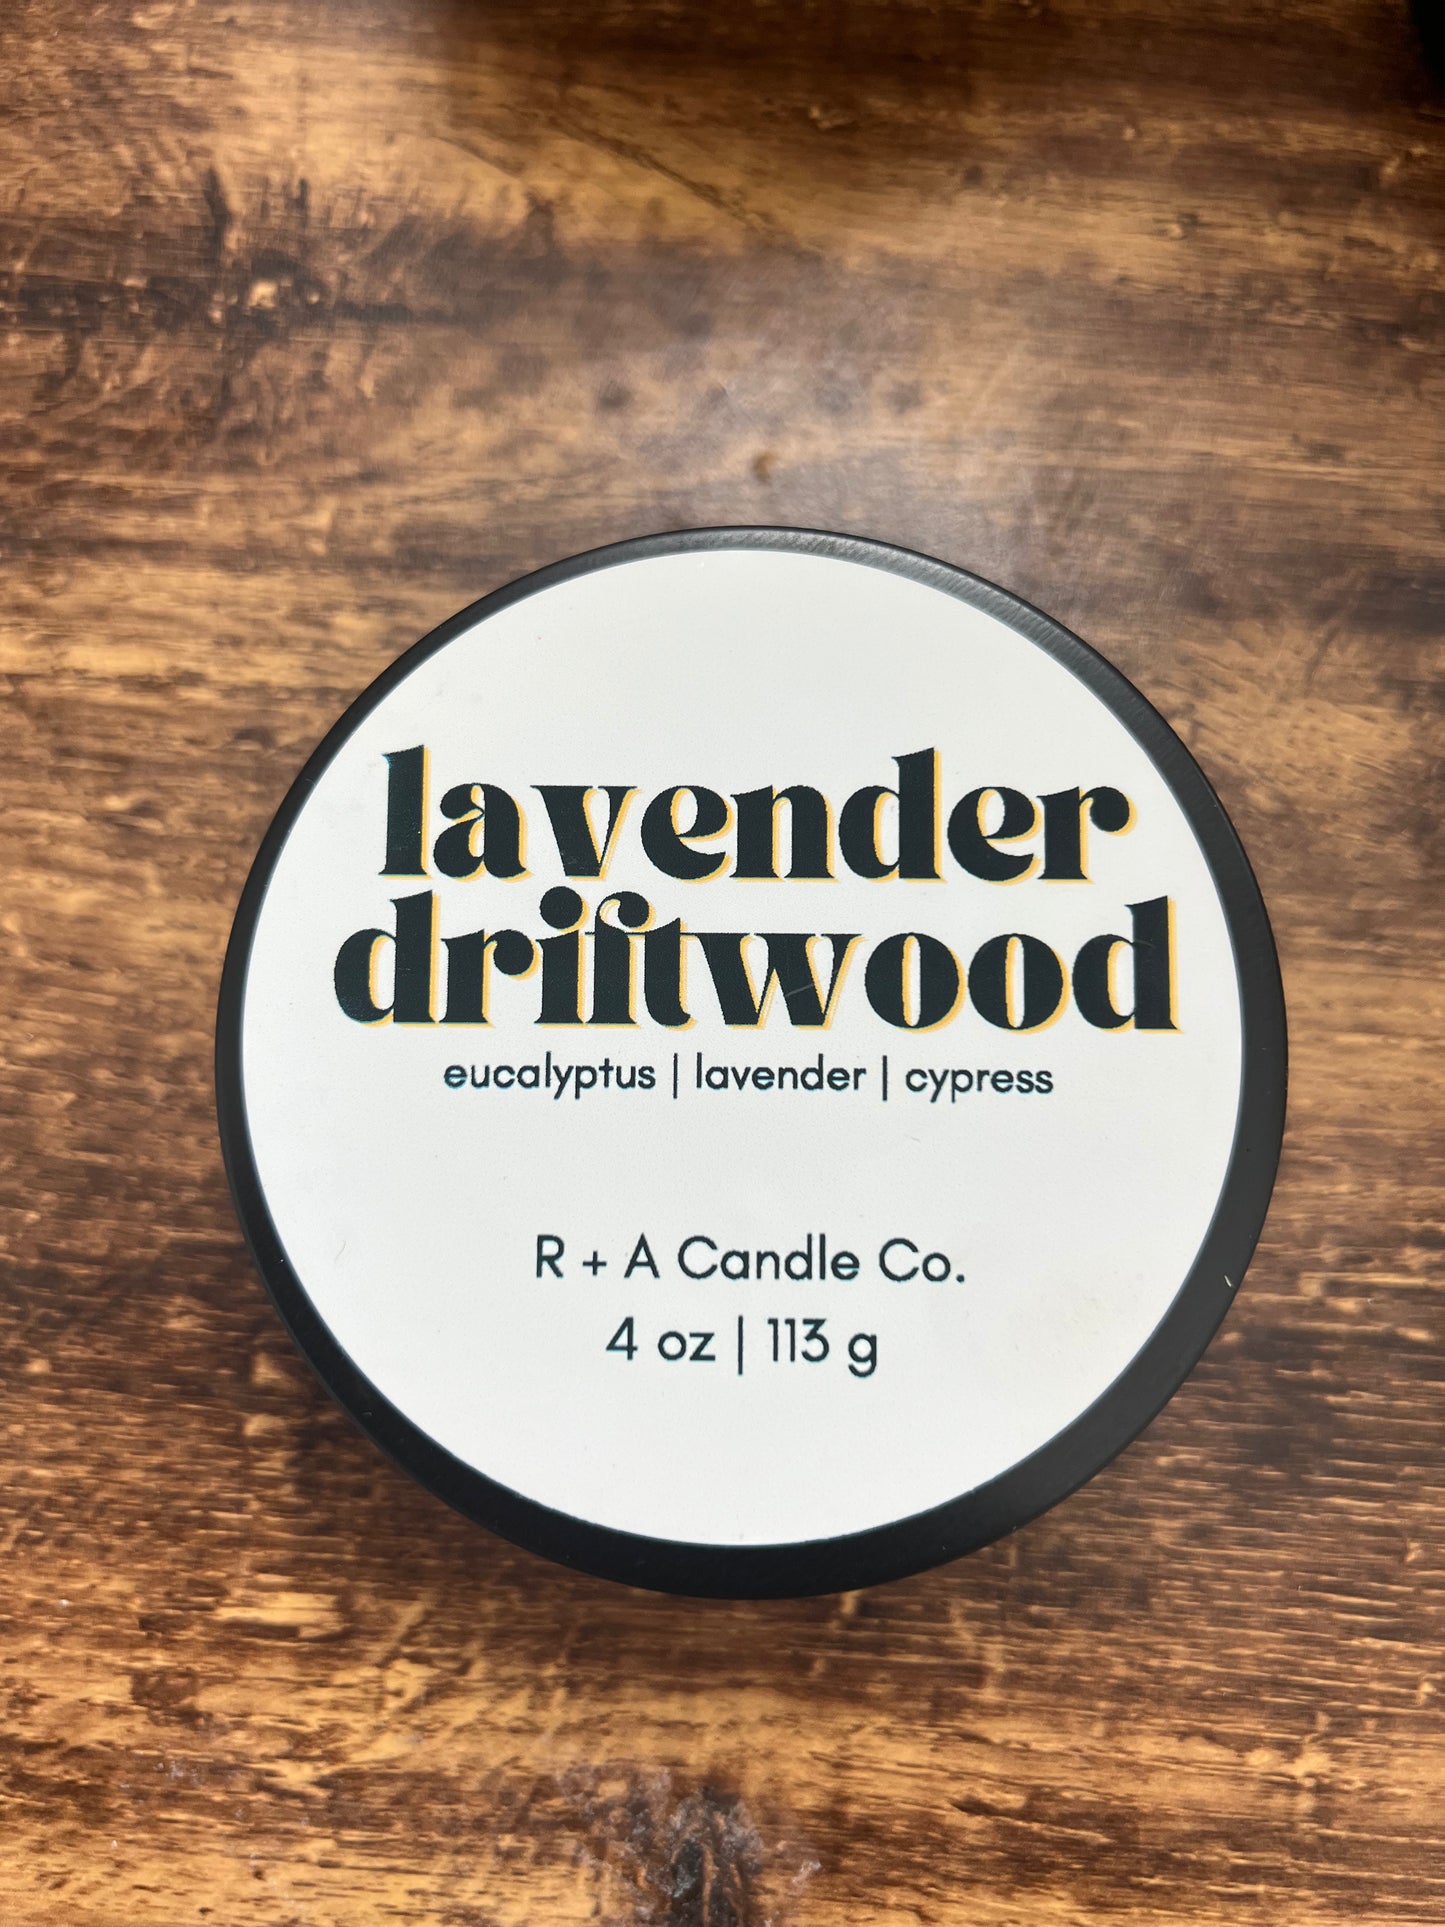 lavender
driftwood
eucalyptus | lavender | cypress
R + A Candle Co.
4 oz | 113 g